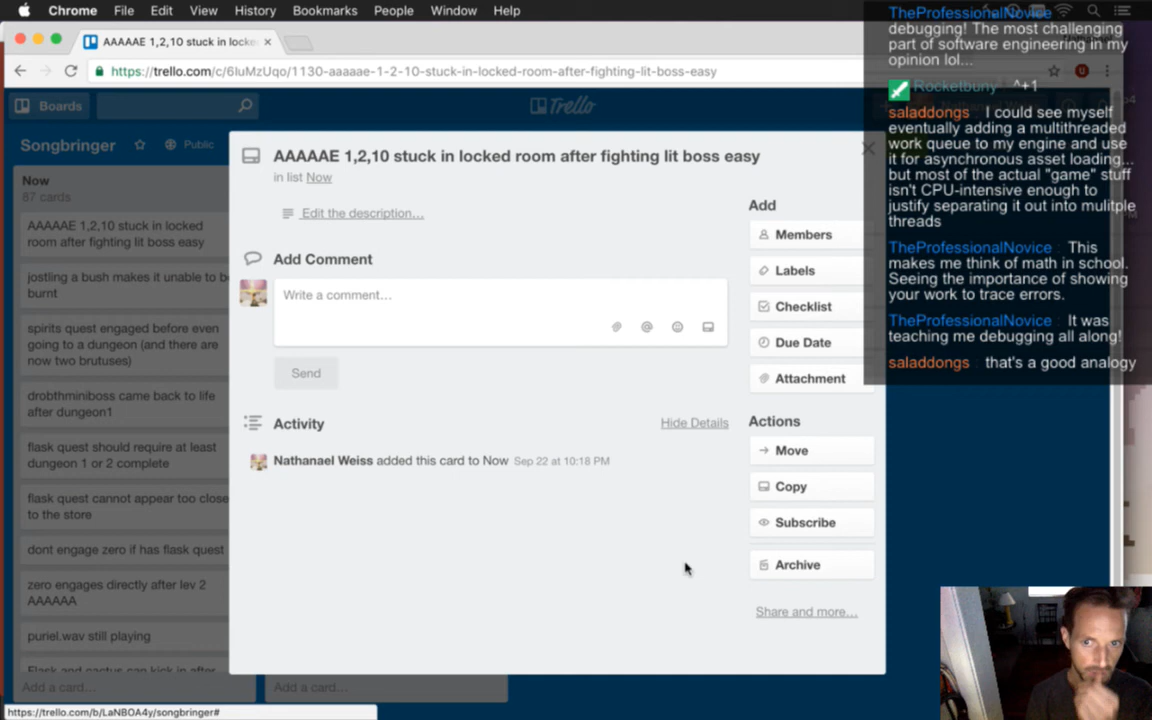 Chrome File Edit View History Bookmarks People Window Help
AAAAAE 1,2,10 stuck in locke
https://trello.com/c/6IuMzUqo/1130-aaaaae-1-2-10-stuck-in-locked-room-after-fighting-lit-boss-easy
Boards
Trello
Songbringer
Public
Now
87 cards
AAAAAE 1,2,10 stuck in locked
room after fighting lit boss easy
jostling a bush makes it unable to b
burnt
spirits quest engaged before even
going to a dungeon (and there are
now two brutuses)
drobthminiboss came back to life
after dungeon1
flask quest should require at least
dungeon 1 or 2 complete
flask quest cannot appear too close
to the store
dont engage zero if has flask quest
zero engages directly after lev 2
AAAAAA
puriel.wav still playing
Flask and cactus can kick in after
Add a card…
Add a card…
AAAAAE 1,2,10 stuck in locked room after fighting lit boss easy
in list Now
Edit the description…
Add Comment
Write a comment…
Send
Activity
Hide Details
Nathanael Weiss added this card to Now Sep 22 at 10:18 PM
Add
Members
Labels
Checklist
Due Date
Attachment
Actions
Move
Copy
Subscribe
Archive
Share and more…
TheProfessionalNovice
debugging! The most challenging
part of software engineering in my
opinion lol...
Rocketbuny ^+1
saladdongs I could see myself
eventually adding a multithreaded
work queue to my engine and use
it for asynchronous asset loading...
but most of the actual "game" stuff
isn't CPU-intensive enough to
justify separating it out into mulitple
threads
TheProfessionalNovice : This
makes me think of math in school.
Seeing the importance of showing
your work to trace errors.
TheProfessionalNovice : It was
teaching me debugging all along!
saladdongs : that's a good analogy
https://trello.com/b/LaNBOA4y/songbringer#